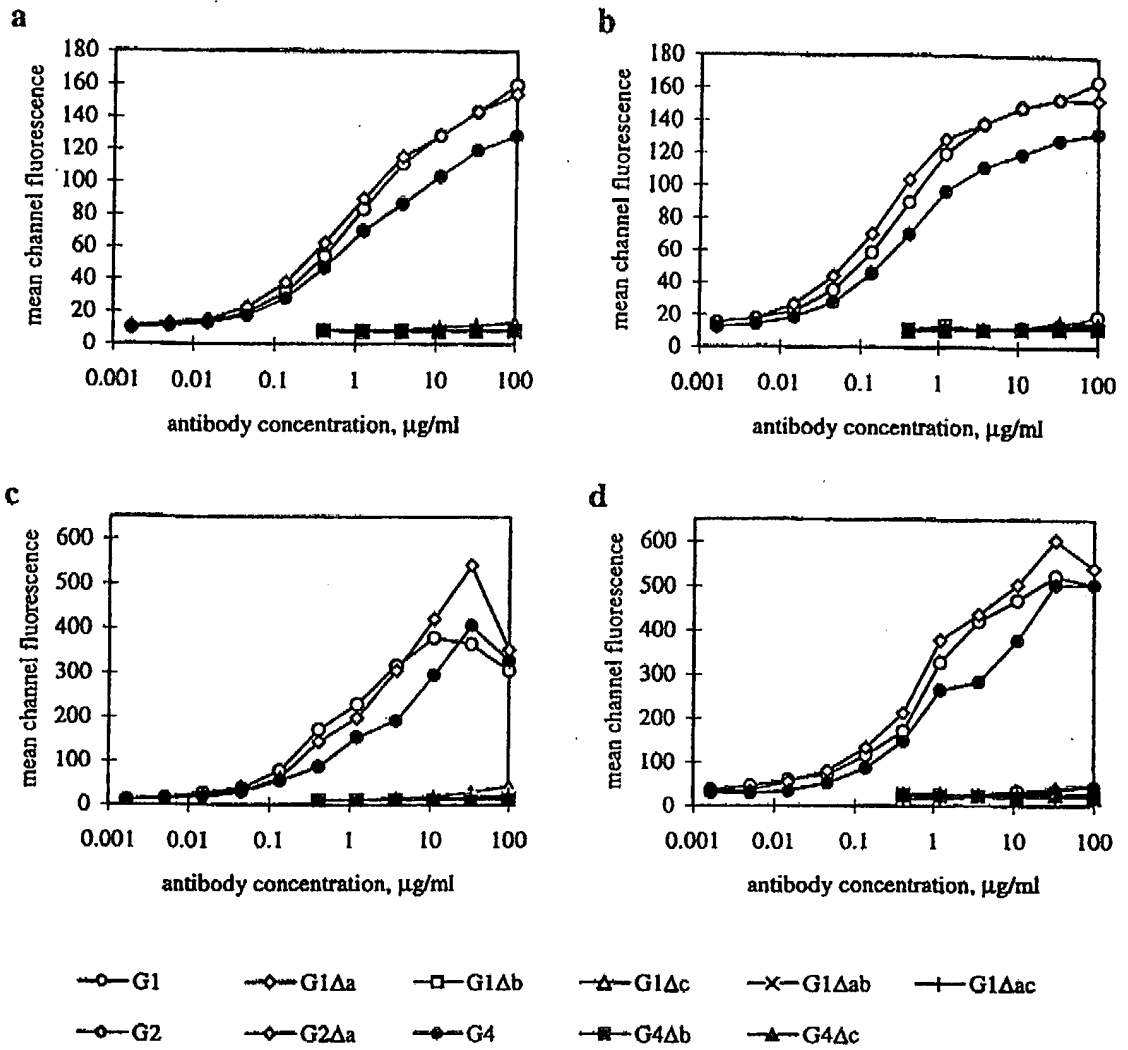 a
180
160
140
120
100
80
60
40
20
0
mean channel fluorescence
0.001 0.01 0.1 1 10 100
antibody concentration, μg/ml
b
180
160
140
120
100
80
60
40
20
0
mean channel fluorescence
0.001 0.01 0.1 1 10 100
antibody concentration, μg/ml
c
600
500
400
300
200
100
0
mean channel fluorescence
0.001 0.01 0.1 1 10 100
antibody concentration, μg/ml
d
600
500
400
300
200
100
0
mean channel fluorescence
0.001 0.01 0.1 1 10 100
antibody concentration, μg/ml
G1 G1Δa G1Δb G1Δc G1Δab G1Δac
G2 G2Δa G4 G4Δb G4Δc